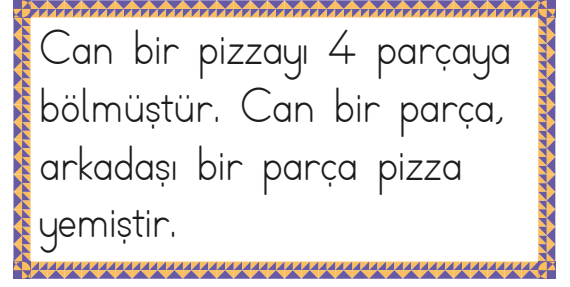 Can bir pizzayı 4 parçaya
bölmüştür. Can bir parça,
arkadaşı bir parça pizza
yemiştir.